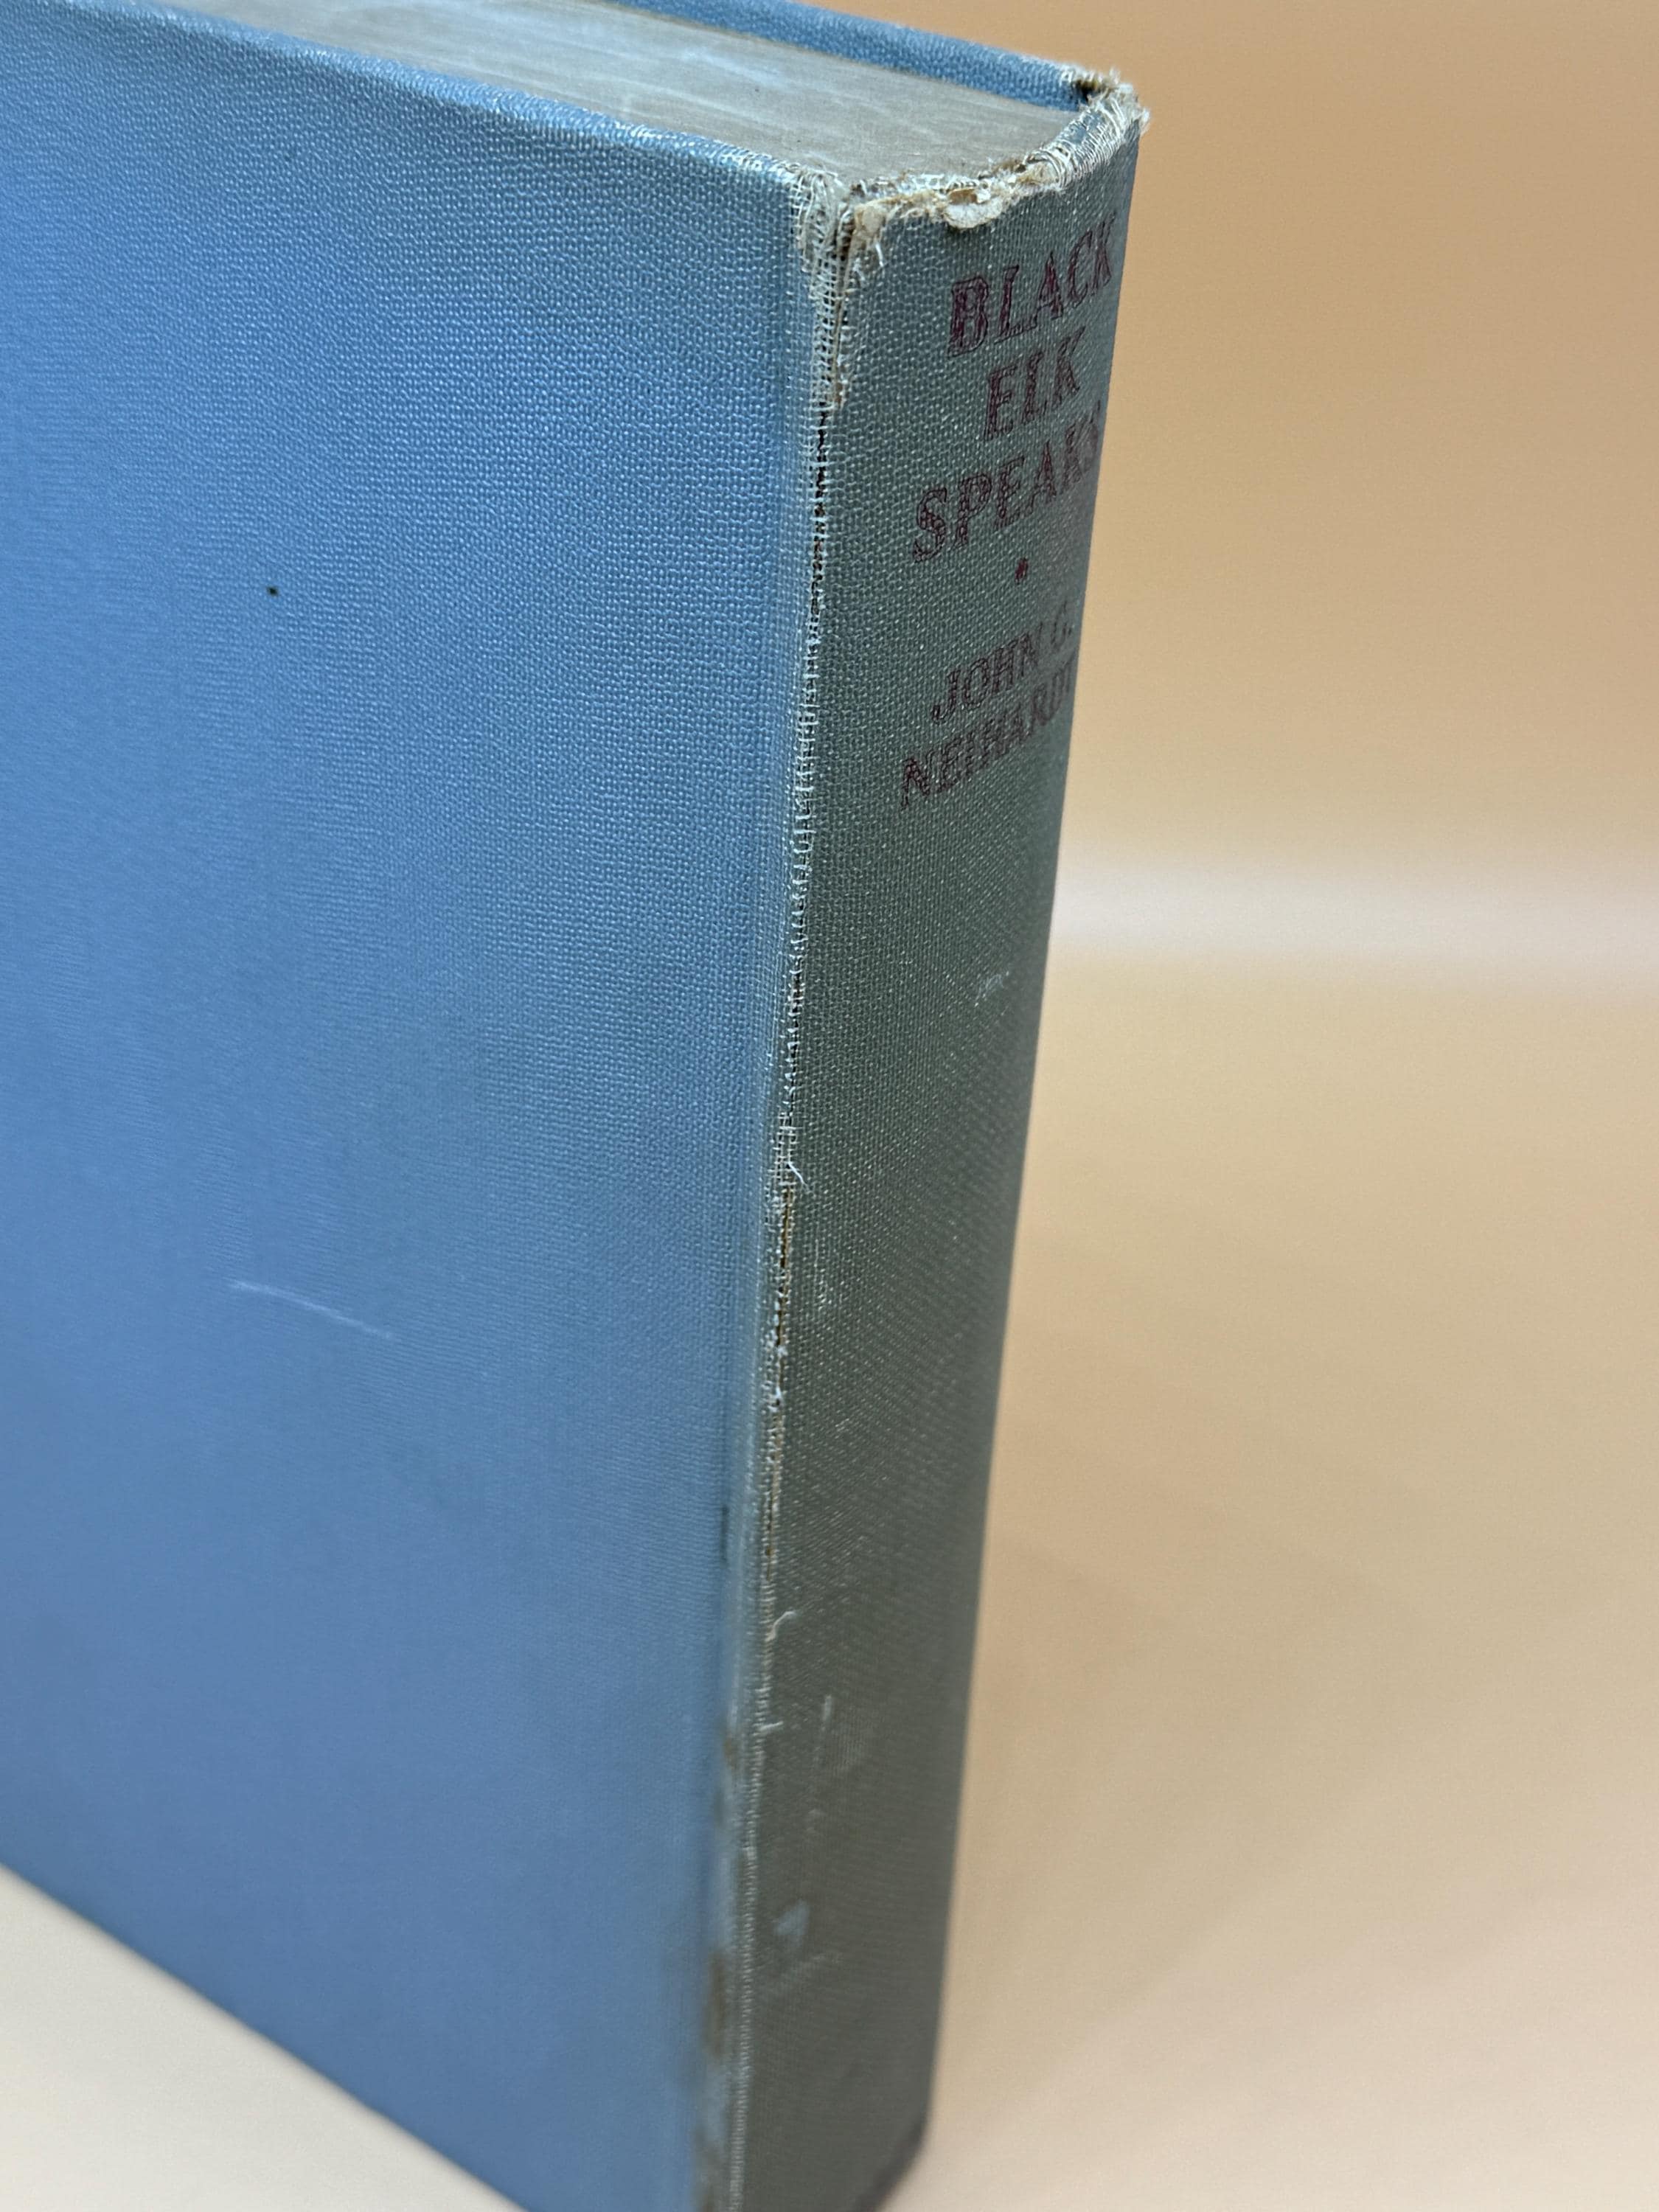 BLACK
ELK
SPEAKS
•
JOHN G.
NEIHARDT